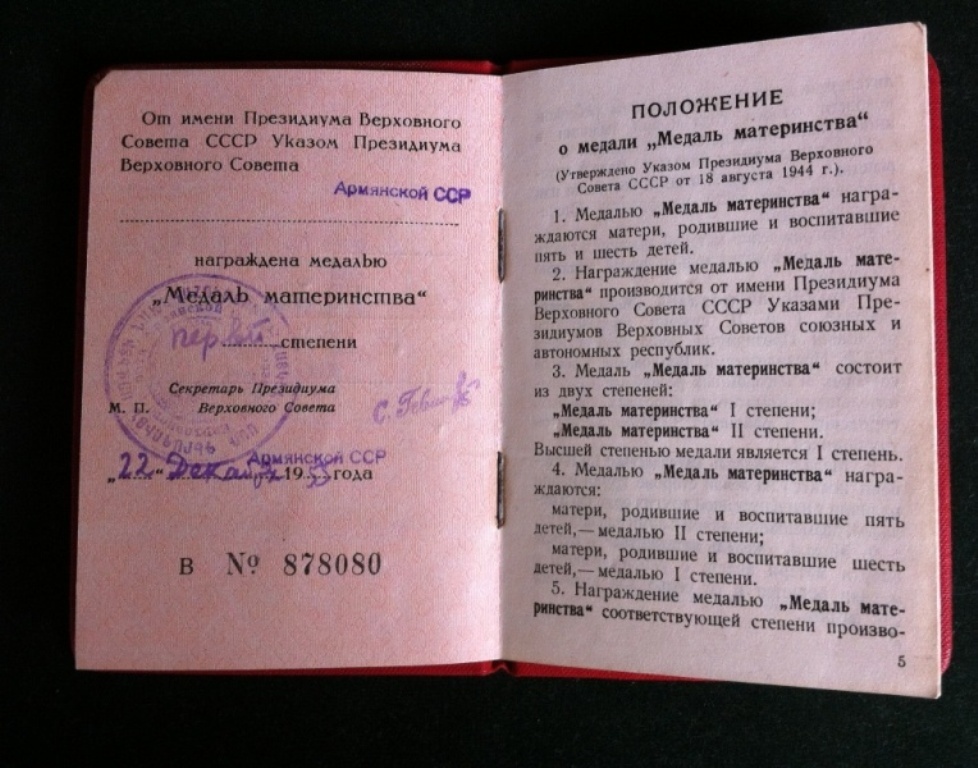 От имени Президиума Верховного
Совета СССР Указом Президиума
Верховного Совета
Армянской ССР
награждена медалью
„Медаль материнства“
первой степени
Секретарь Президиума
М. П. Верховного Совета
Армянской ССР
„22“ Декабря 195 года
В № 878080
ПОЛОЖЕНИЕ
о медали „Медаль материнства“
(Утверждено Указом Президиума Верховного
Совета СССР от 18 августа 1944 г.).
1. Медалью „Медаль материнства“ награ-
ждаются матери, родившие и воспитавшие
пять и шесть детей.
2. Награждение медалью „Медаль мате-
ринства“ производится от имени Президиума
Верховного Совета СССР Указами Пре-
зидиумов Верховных Советов союзных и
автономных республик.
3. Медаль „Медаль материнства“ состоит
из двух степеней:
„Медаль материнства“ I степени;
„Медаль материнства“ II степени.
Высшей степенью медали является I степень.
4. Медалью „Медаль материнства“ награ-
ждаются:
матери, родившие и воспитавшие пять
детей,—медалью II степени;
матери, родившие и воспитавшие шесть
детей,—медалью I степени.
5. Награждение медалью „Медаль мате-
ринства“ соответствующей степени произво-
5